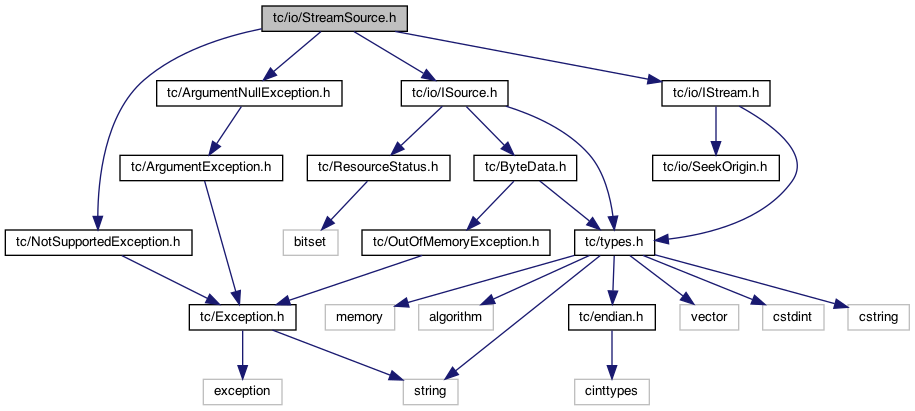 tc/io/StreamSource.h
tc/ArgumentNullException.h
tc/io/ISource.h
tc/io/IStream.h
tc/ArgumentException.h
tc/ResourceStatus.h
tc/ByteData.h
tc/io/SeekOrigin.h
tc/NotSupportedException.h
bitset
tc/OutOfMemoryException.h
tc/types.h
tc/Exception.h
memory
algorithm
tc/endian.h
vector
cstdint
cstring
exception
string
cinttypes